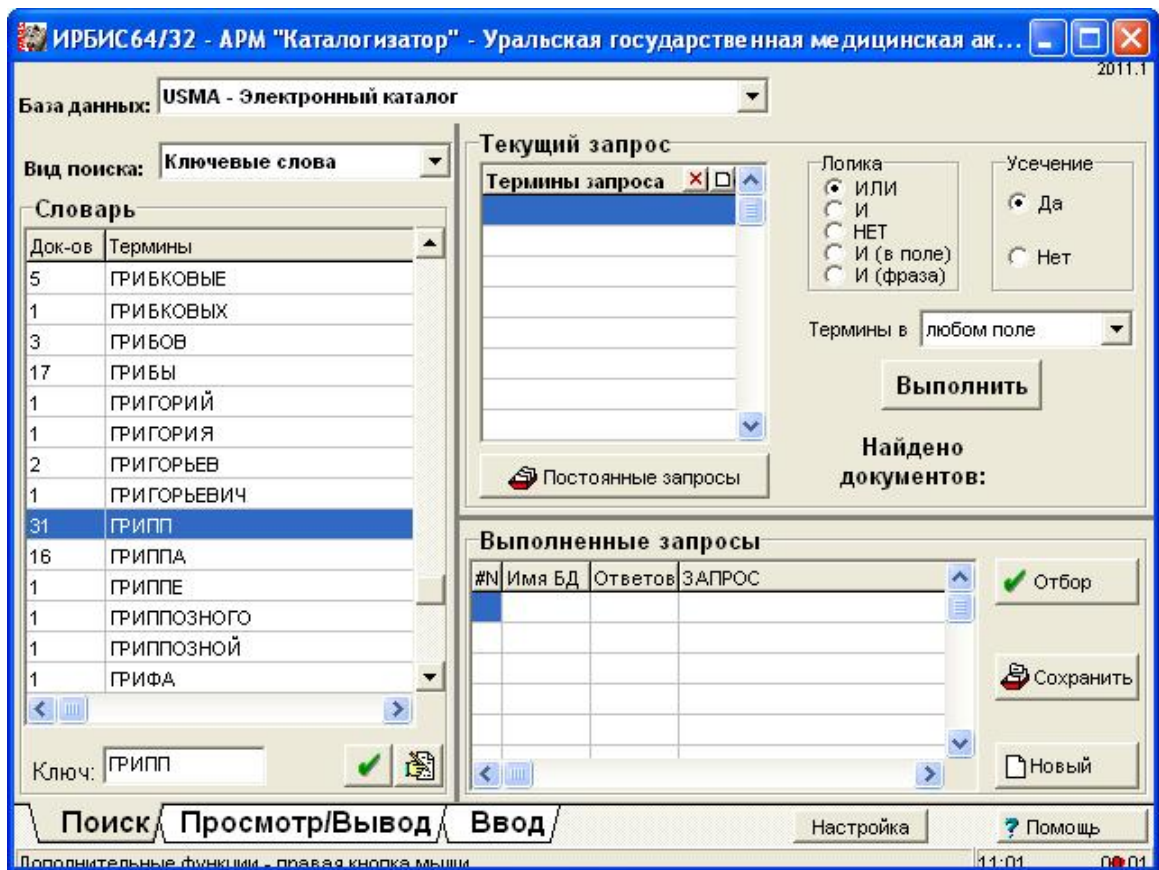 ИРБИС64/32 - АРМ "Каталогизатор" - Уральская государственная медицинская ак...
2011.1
База данных: USMA - Электронный каталог
Вид поиска: Ключевые слова
Словарь
Док-ов Термины
5 ГРИБКОВЫЕ
1 ГРИБКОВЫХ
3 ГРИБОВ
17 ГРИБЫ
1 ГРИГОРИЙ
1 ГРИГОРИЯ
2 ГРИГОРЬЕВ
1 ГРИГОРЬЕВИЧ
31 ГРИПП
16 ГРИППА
1 ГРИППЕ
1 ГРИППОЗНОГО
1 ГРИППОЗНОЙ
1 ГРИФА
Ключ: ГРИПП
Текущий запрос
Термины запроса
Логика
ИЛИ
И
НЕТ
И (в поле)
И (фраза)
Усечение
Да
Нет
Термины в любом поле
Выполнить
Найдено
документов:
Постоянные запросы
Выполненные запросы
#N Имя БД Ответов ЗАПРОС
Отбор
Сохранить
Новый
Поиск Просмотр/Вывод Ввод
Настройка
? Помощь
Дополнительные функции - правая кнопка мыши
11:01